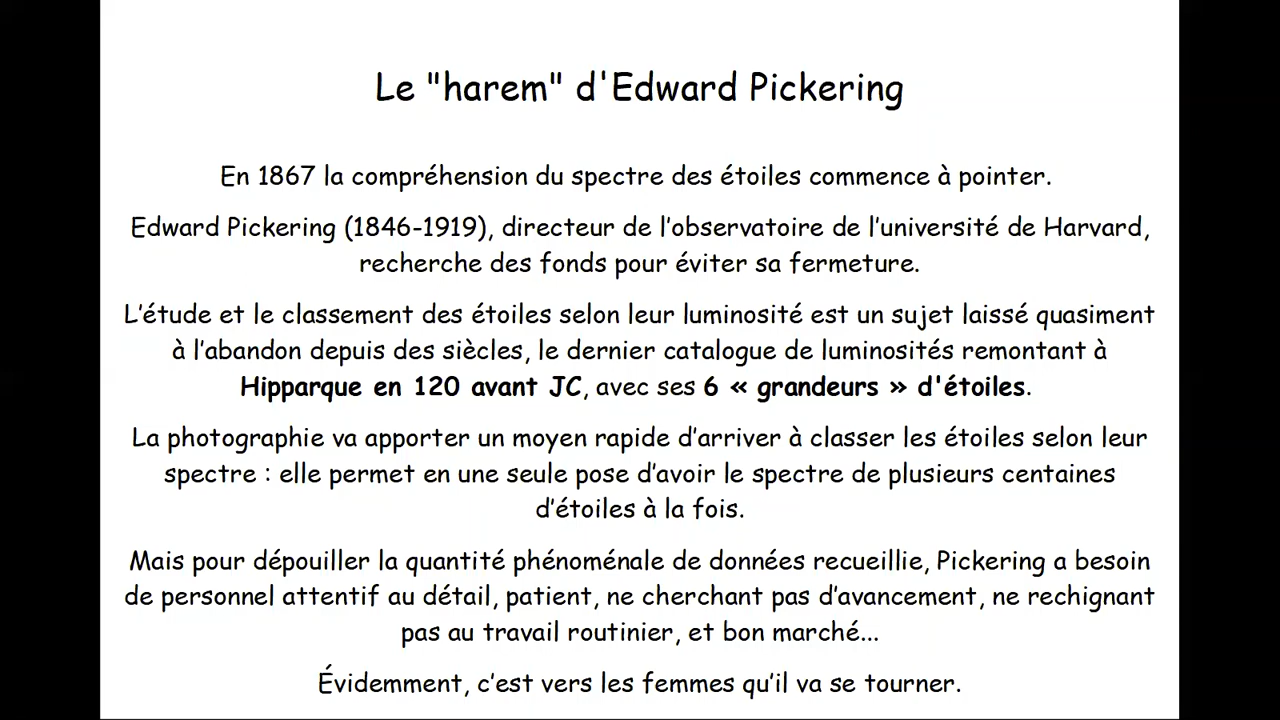 Le "harem" d'Edward Pickering
En 1867 la compréhension du spectre des étoiles commence à pointer.
Edward Pickering (1846-1919), directeur de l'observatoire de l'université de Harvard,
recherche des fonds pour éviter sa fermeture.
L'étude et le classement des étoiles selon leur luminosité est un sujet laissé quasiment
à l'abandon depuis des siècles, le dernier catalogue de luminosités remontant à
Hipparque en 120 avant JC, avec ses 6 « grandeurs » d'étoiles.
La photographie va apporter un moyen rapide d'arriver à classer les étoiles selon leur
spectre : elle permet en une seule pose d'avoir le spectre de plusieurs centaines
d'étoiles à la fois.
Mais pour dépouiller la quantité phénoménale de données recueillie, Pickering a besoin
de personnel attentif au détail, patient, ne cherchant pas d'avancement, ne rechignant
pas au travail routinier, et bon marché...
Évidemment, c'est vers les femmes qu'il va se tourner.